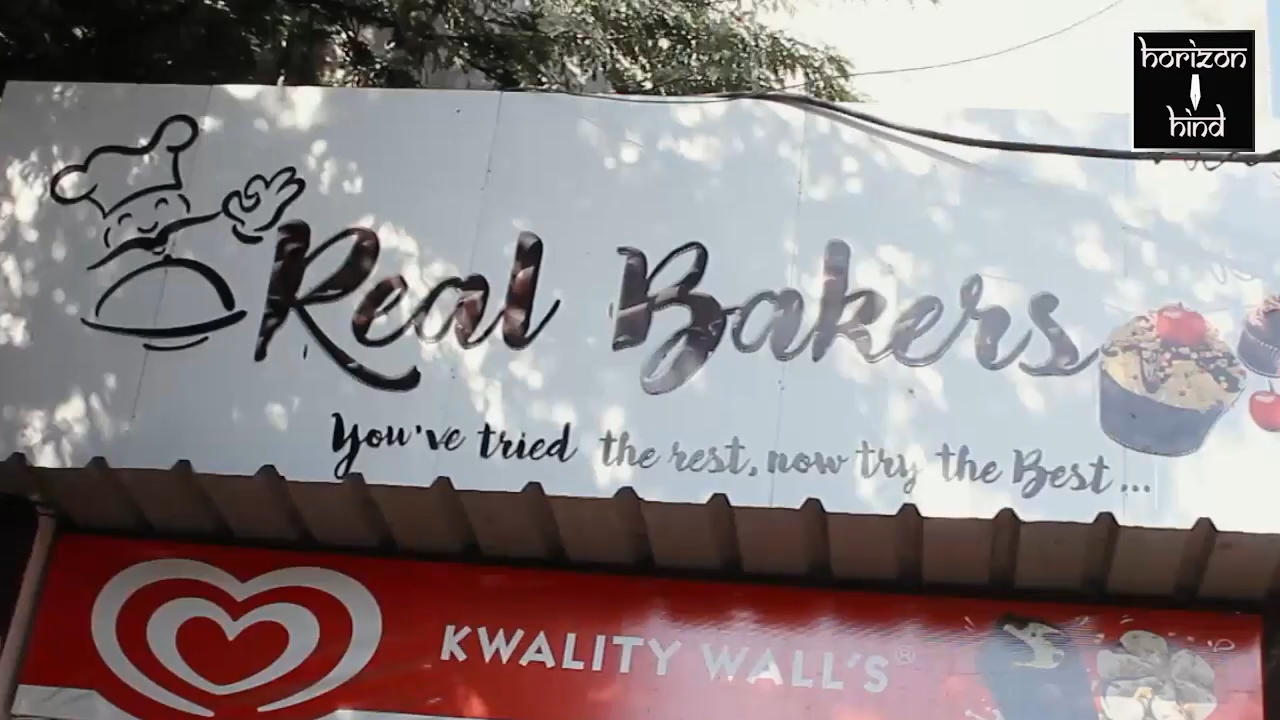 horizon
hind
Real Bakers
You've tried the rest, now try the Best...
KWALITY WALL'S®